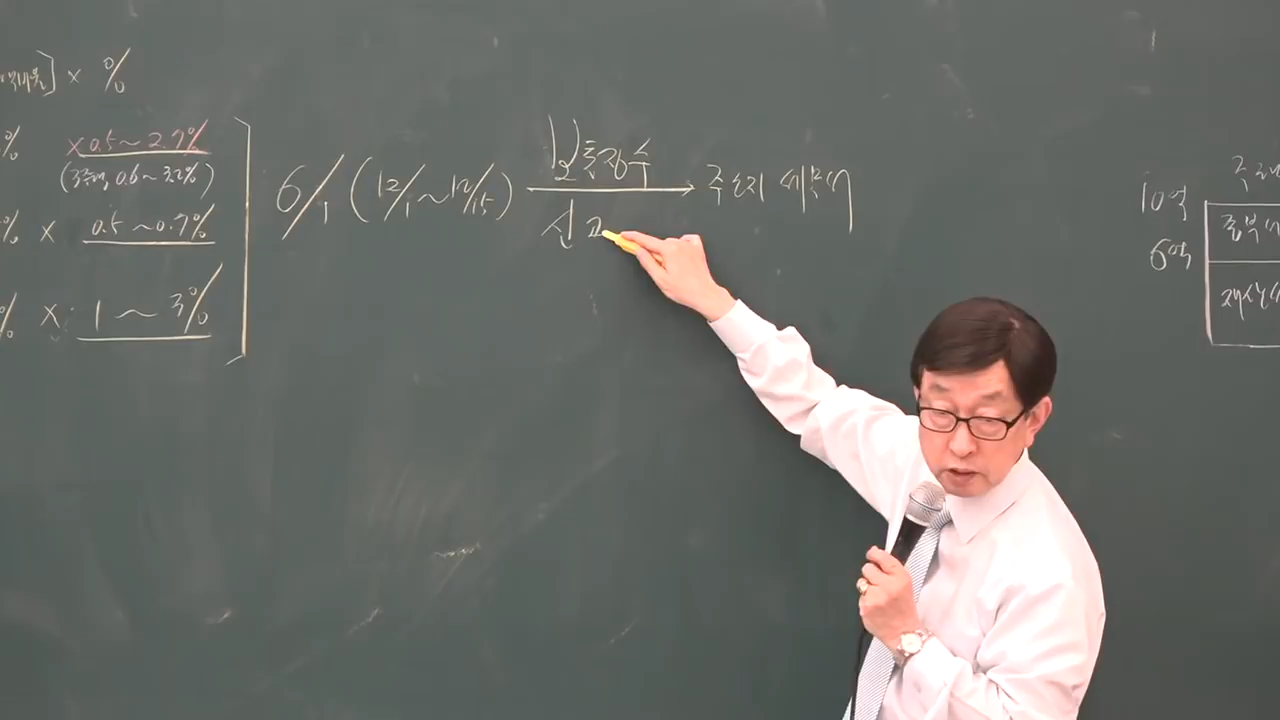 ] × %
% × 0.5 ~ 2.7%
(3주택, 0.6 ~ 3.2%)
% × 0.5 ~ 0.7%
% × 1 ~ 3%
6/1 (12/1 ~ 12/15) 보통징수 → 주소지 세무서
신고
주택
10억
6억
종부세
재산세